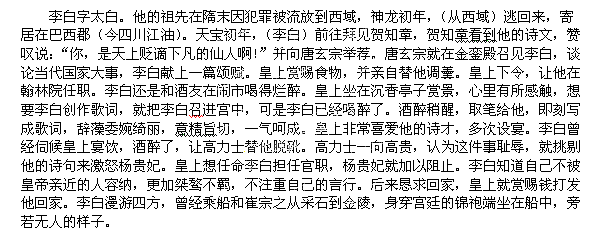 李白字太白。他的祖先在隋末因犯罪被流放到西域，神龙初年，（从西域）逃回来，寄
居在巴西郡（今四川江油）。天宝初年，（李白）前往拜见贺知章，贺知章看到他的诗文，赞
叹说：“你，是天上贬谪下凡的仙人啊！”并向唐玄宗举荐。唐玄宗就在金銮殿召见李白，谈
论当代国家大事，李白献上一篇颂赋。皇上赏赐食物，并亲自替他调羹。皇上下令，让他在
翰林院任职。李白还是和酒友在闹市喝得烂醉。皇上坐在沉香亭子赏景，心里有所感触，想
要李白创作歌词，就把李白召进宫中，可是李白已经喝醉了。酒醉稍醒，取笔给他，即刻写
成歌词，辞藻委婉绮丽，意精旨切，一气呵成。皇上非常喜爱他的诗才，多次设宴。李白曾
经伺候皇上宴饮，酒醉了，让高力士替他脱靴。高力士一向高贵，认为这件事耻辱，就挑剔
他的诗句来激怒杨贵妃。皇上想任命李白担任官职，杨贵妃就加以阻止。李白知道自己不被
皇帝亲近的人容纳，更加桀骜不羁，不注重自己的言行。后来恳求回家，皇上就赏赐钱打发
他回家。李白漫游四方，曾经乘船和崔宗之从采石到金陵，身穿宫廷的锦袍端坐在船中，旁
若无人的样子。